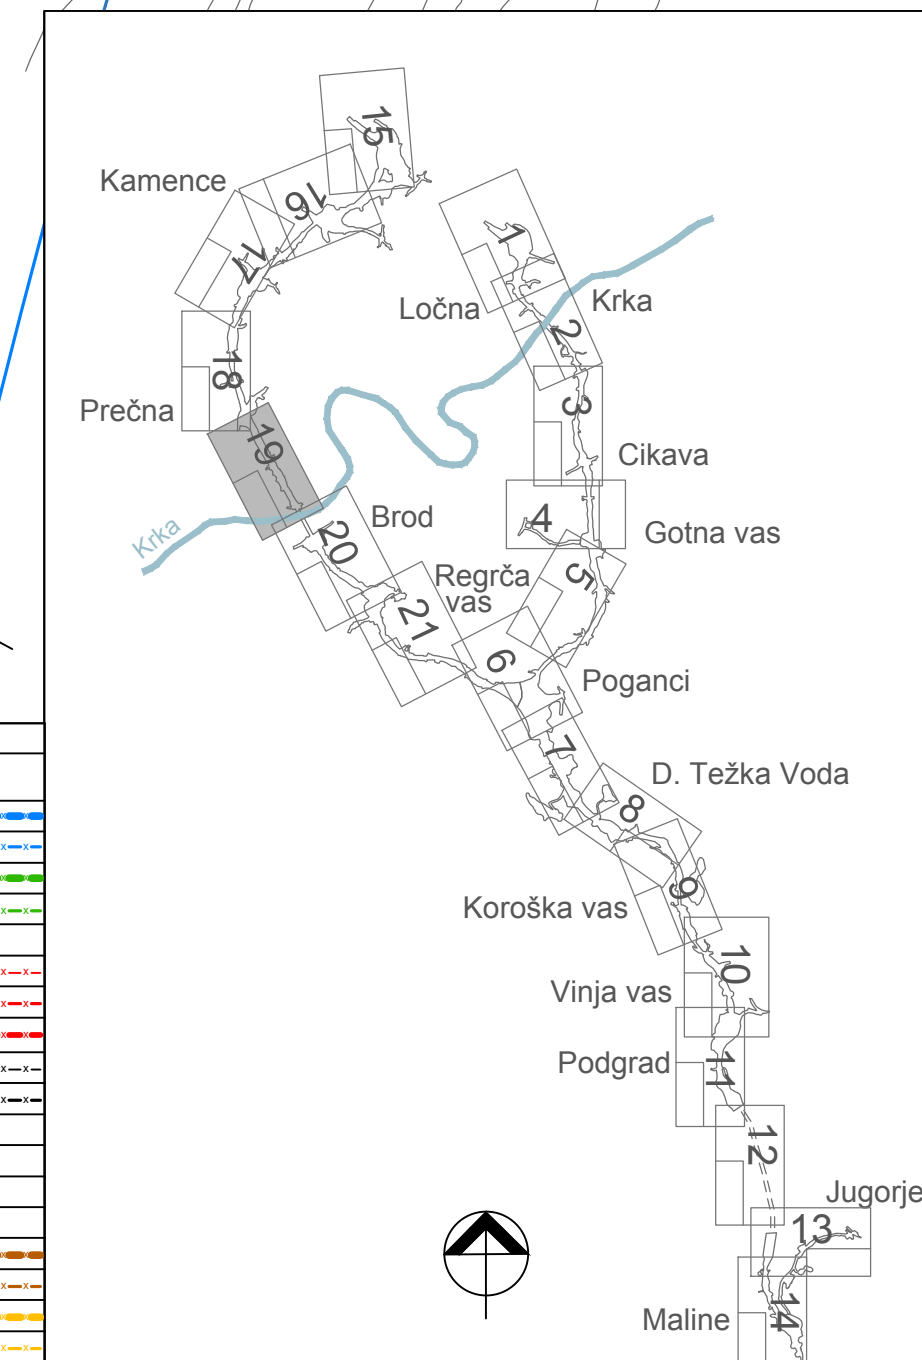 15
Kamence
16
1
17
Ločna
Krka
2
18
Prečna
3
19
Cikava
Krka
20
Brod
4
Gotna vas
Regrča
vas
5
21
6
Poganci
7
D. Težka Voda
8
Koroška vas
9
10
Vinja vas
Podgrad
11
12
Jugorje
13
Maline
14